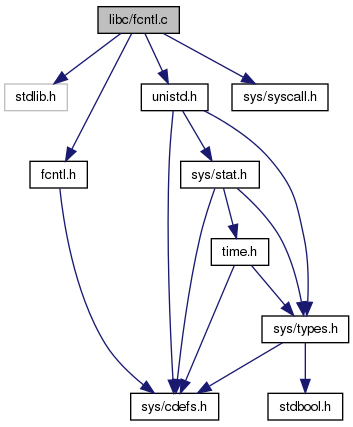 libc/fcntl.c
stdlib.h
unistd.h
sys/syscall.h
fcntl.h
sys/stat.h
time.h
sys/types.h
sys/cdefs.h
stdbool.h